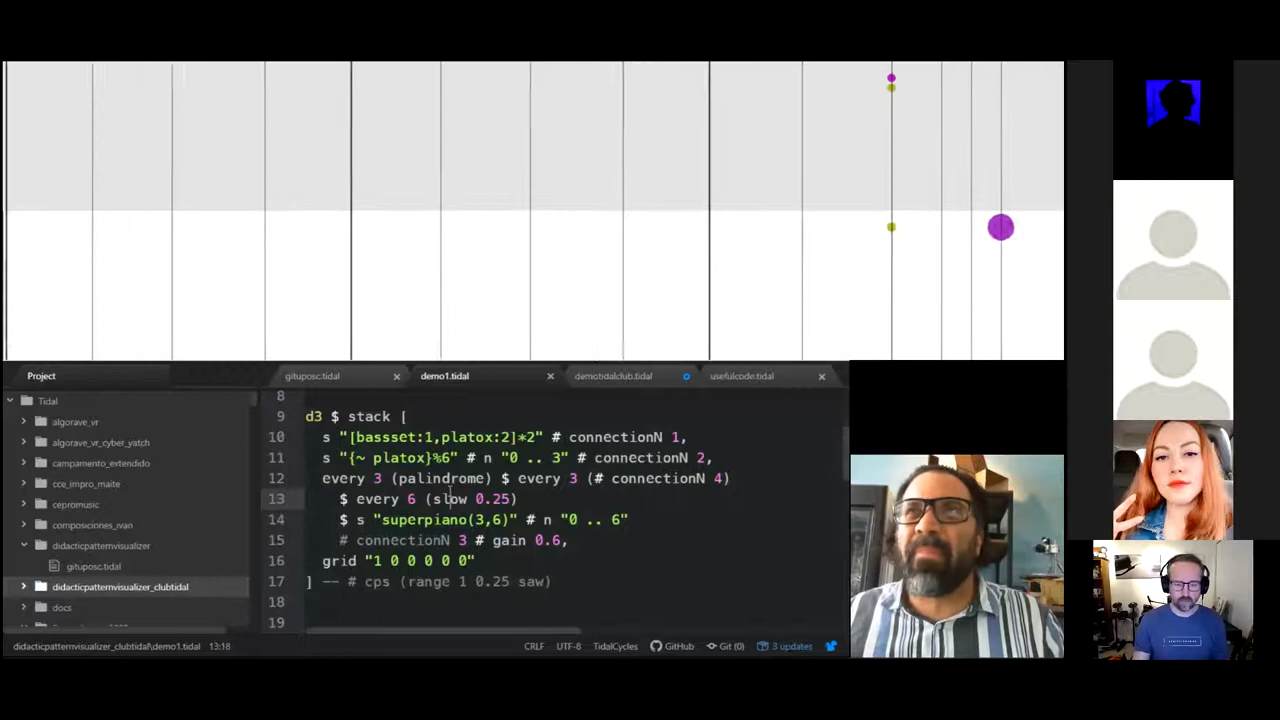 Project
gituposc.tidal
demo1.tidal
demotidalclub.tidal
usefulcode.tidal
Tidal
algorave_vr
algorave_vr_cyber_yatch
campamento_extendido
cce_impro_maite
cepromusic
composiciones_ivan
didacticpatternvisualizer
gituposc.tidal
didacticpatternvisualizer_clubtidal
docs
8
9 d3 $ stack [
10 s "[bassset:1,platox:2]*2" # connectionN 1,
11 s "{~ platox}%6" # n "0 .. 3" # connectionN 2,
12 every 3 (palindrome) $ every 3 (# connectionN 4)
13 $ every 6 (slow 0.25)
14 $ s "superpiano(3,6)" # n "0 .. 6"
15 # connectionN 3 # gain 0.6,
16 grid "1 0 0 0 0 0"
17 ] -- # cps (range 1 0.25 saw)
18
19
didacticpatternvisualizer_clubtidal\demo1.tidal 13:18 CRLF UTF-8 TidalCycles GitHub Git (0) 3 updates